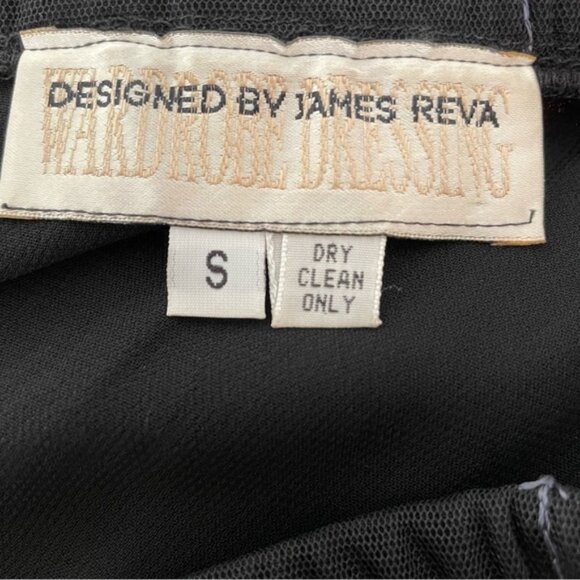 WARDROBE DRESSING
DESIGNED BY JAMES REVA
S
DRY
CLEAN
ONLY